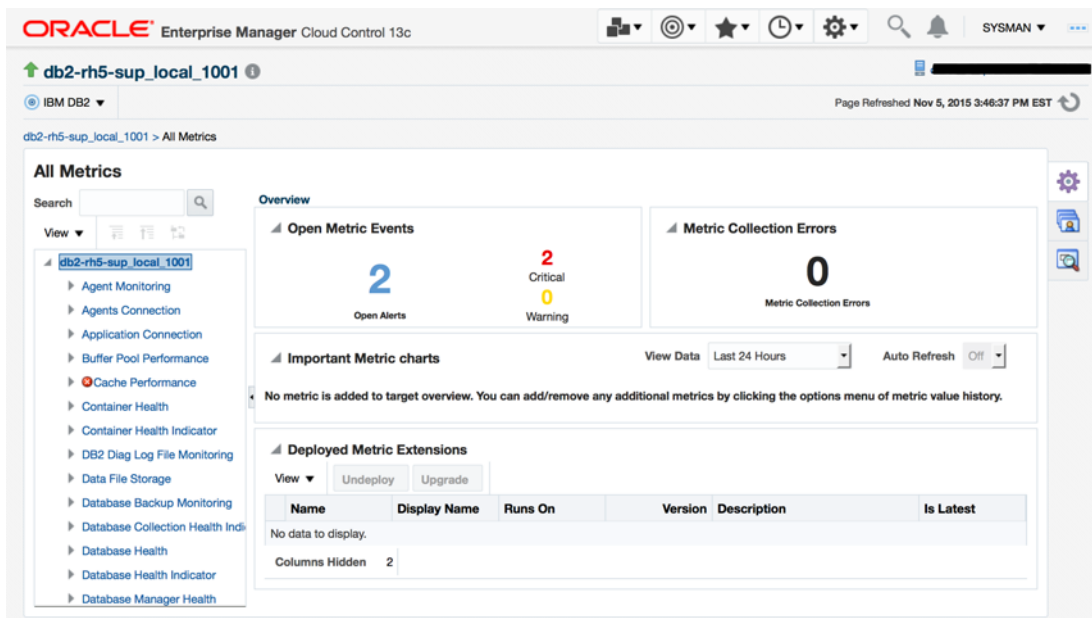 ORACLE Enterprise Manager Cloud Control 13c
SYSMAN
db2-rh5-sup_local_1001
IBM DB2
Page Refreshed Nov 5, 2015 3:46:37 PM EST
db2-rh5-sup_local_1001 > All Metrics
All Metrics
Search
View
db2-rh5-sup_local_1001
Agent Monitoring
Agents Connection
Application Connection
Buffer Pool Performance
Cache Performance
Container Health
Container Health Indicator
DB2 Diag Log File Monitoring
Data File Storage
Database Backup Monitoring
Database Collection Health Indi
Database Health
Database Health Indicator
Database Manager Health
Overview
Open Metric Events
2
Open Alerts
2
Critical
0
Warning
Metric Collection Errors
0
Metric Collection Errors
Important Metric charts
View Data Last 24 Hours
Auto Refresh Off
No metric is added to target overview. You can add/remove any additional metrics by clicking the options menu of metric value history.
Deployed Metric Extensions
View Undeploy Upgrade
Name Display Name Runs On Version Description Is Latest
No data to display.
Columns Hidden 2